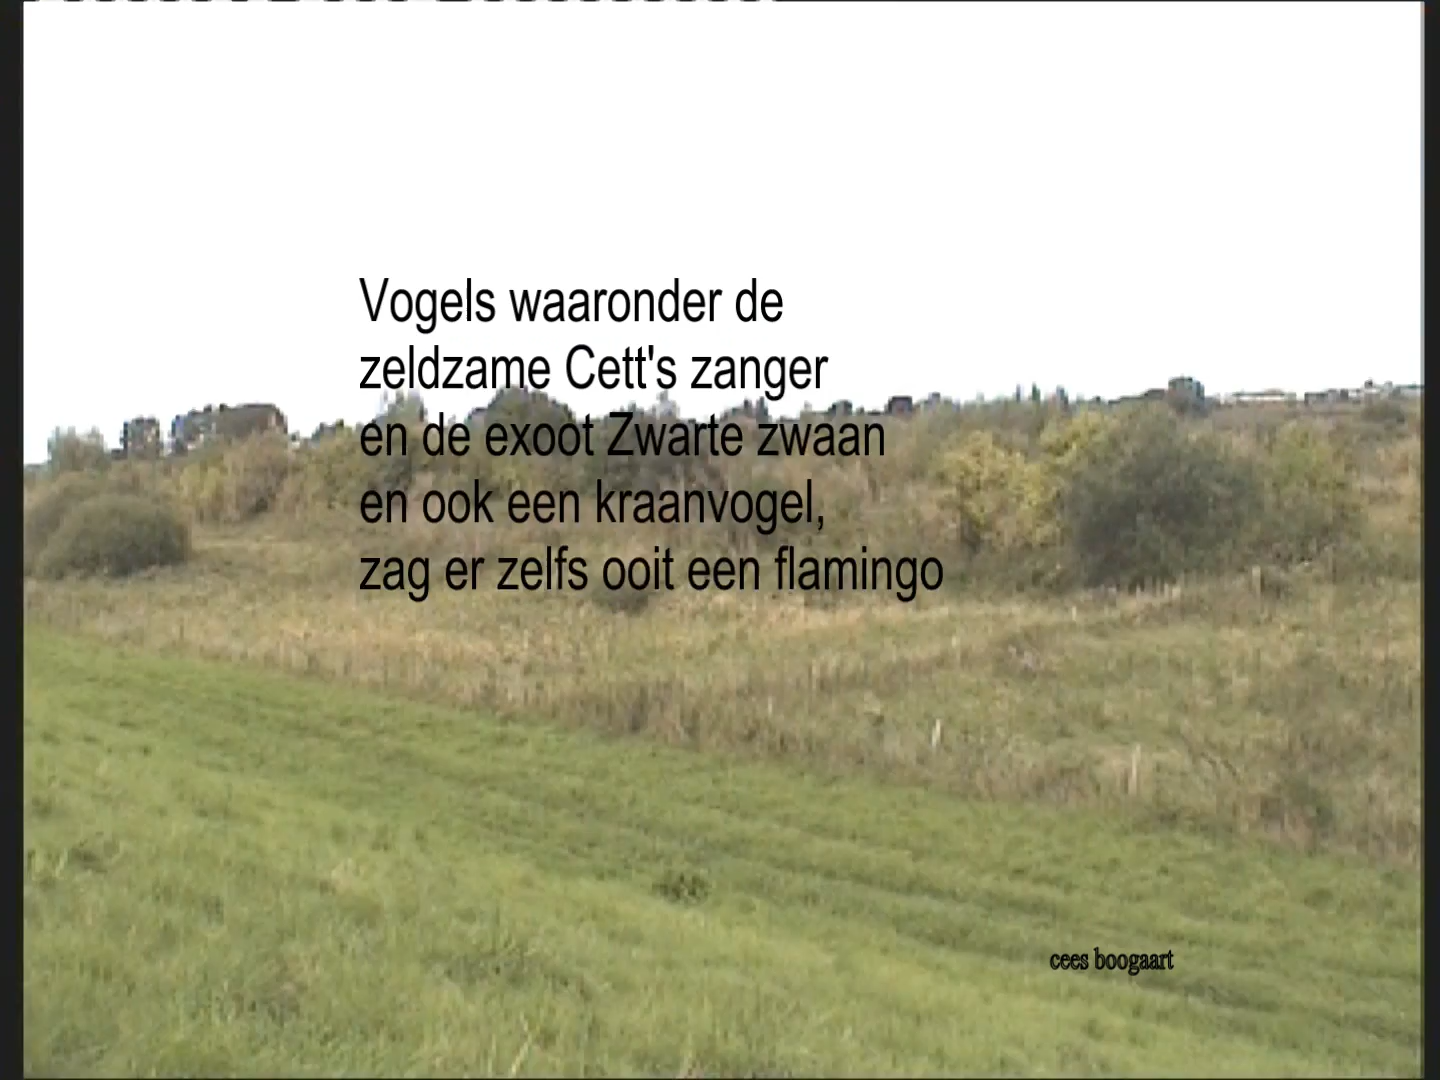 Vogels waaronder de
zeldzame Cett's zanger
en de exoot Zwarte zwaan
en ook een kraanvogel,
zag er zelfs ooit een flamingo
cees boogaart